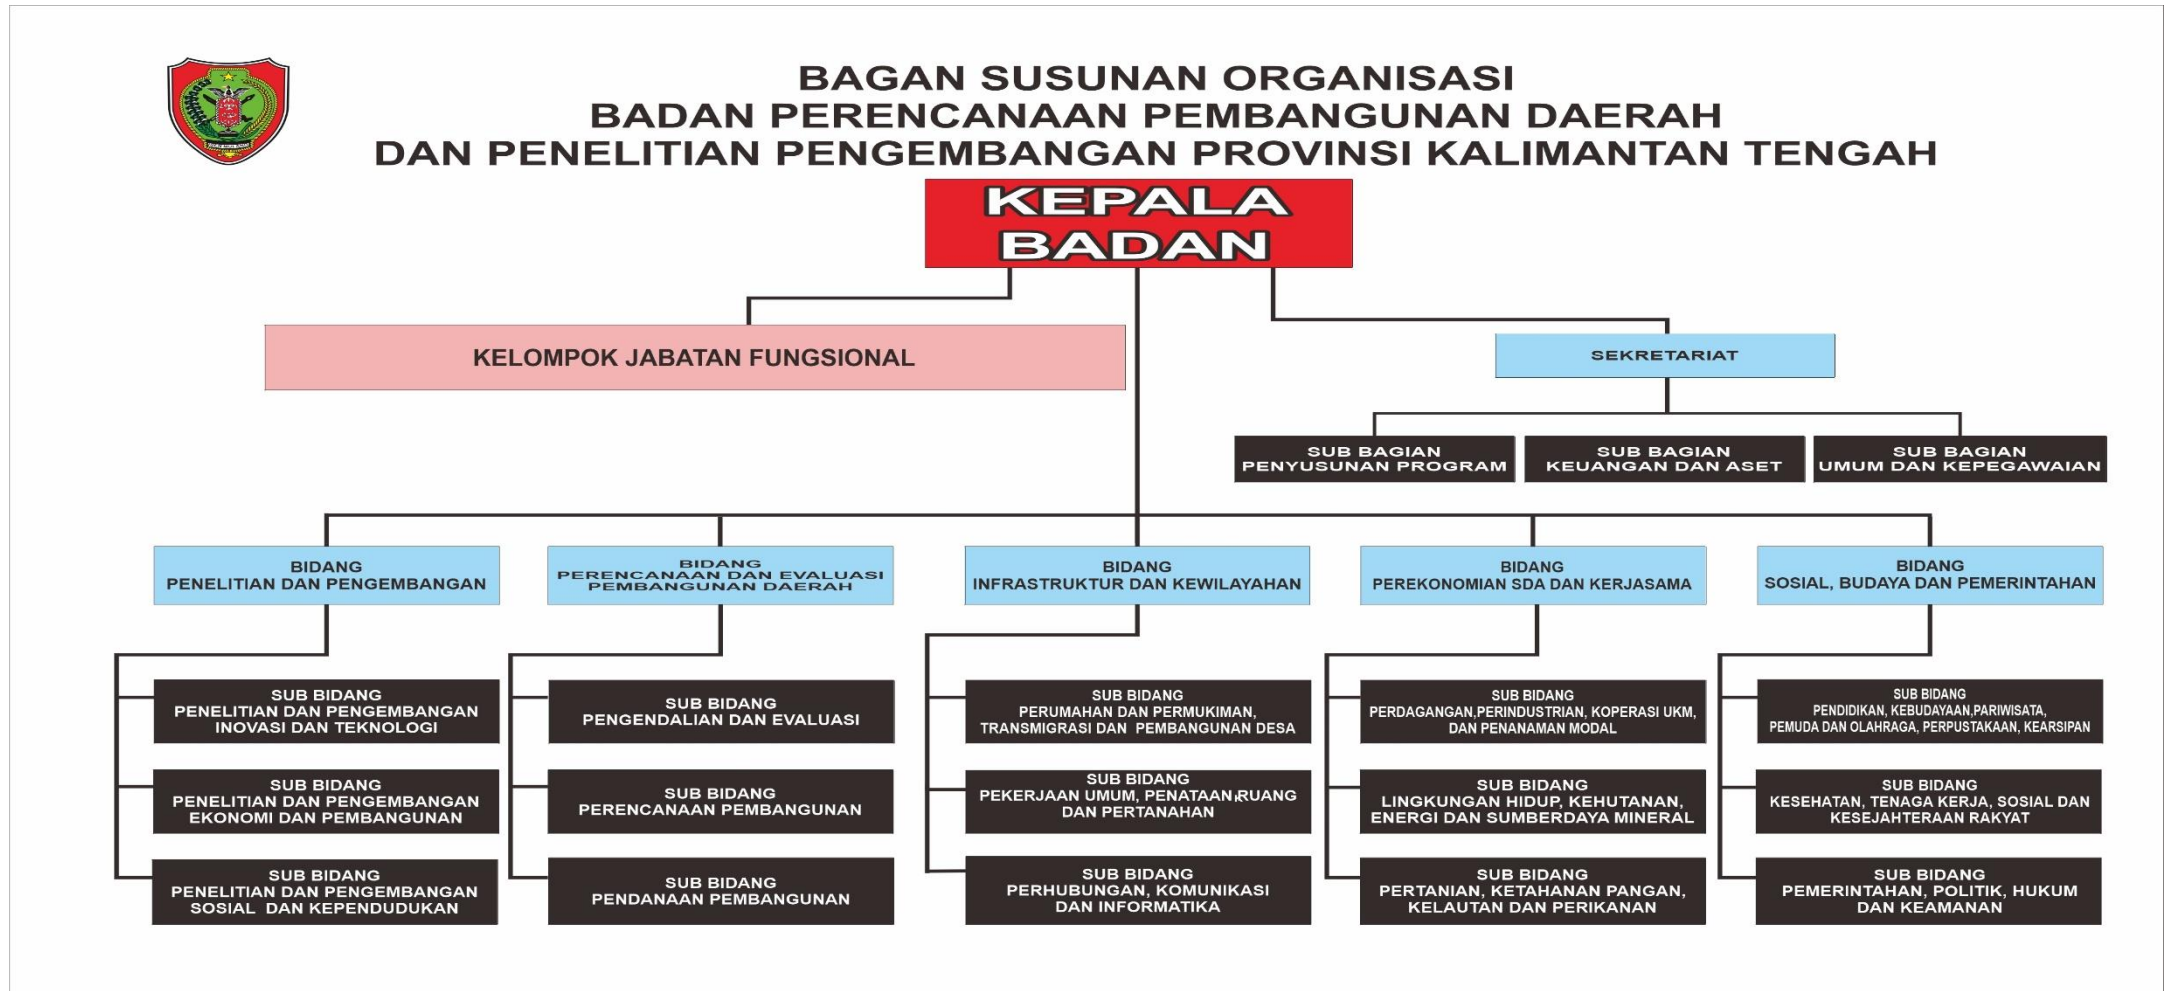 BAGAN SUSUNAN ORGANISASI
BADAN PERENCANAAN PEMBANGUNAN DAERAH
DAN PENELITIAN PENGEMBANGAN PROVINSI KALIMANTAN TENGAH
KEPALA
BADAN
KELOMPOK JABATAN FUNGSIONAL
SEKRETARIAT
SUB BAGIAN
PENYUSUNAN PROGRAM
SUB BAGIAN
KEUANGAN DAN ASET
SUB BAGIAN
UMUM DAN KEPEGAWAIAN
BIDANG
PENELITIAN DAN PENGEMBANGAN
BIDANG
PERENCANAAN DAN EVALUASI
PEMBANGUNAN DAERAH
BIDANG
INFRASTRUKTUR DAN KEWILAYAHAN
BIDANG
PEREKONOMIAN SDA DAN KERJASAMA
BIDANG
SOSIAL, BUDAYA DAN PEMERINTAHAN
SUB BIDANG
PENELITIAN DAN PENGEMBANGAN
INOVASI DAN TEKNOLOGI
SUB BIDANG
PENGENDALIAN DAN EVALUASI
SUB BIDANG
PERUMAHAN DAN PERMUKIMAN,
TRANSMIGRASI DAN PEMBANGUNAN DESA
SUB BIDANG
PERDAGANGAN,PERINDUSTRIAN, KOPERASI UKM,
DAN PENANAMAN MODAL
SUB BIDANG
PENDIDIKAN, KEBUDAYAAN,PARIWISATA,
PEMUDA DAN OLAHRAGA, PERPUSTAKAAN, KEARSIPAN
SUB BIDANG
PENELITIAN DAN PENGEMBANGAN
EKONOMI DAN PEMBANGUNAN
SUB BIDANG
PERENCANAAN PEMBANGUNAN
SUB BIDANG
PEKERJAAN UMUM, PENATAAN RUANG
DAN PERTANAHAN
SUB BIDANG
LINGKUNGAN HIDUP, KEHUTANAN,
ENERGI DAN SUMBERDAYA MINERAL
SUB BIDANG
KESEHATAN, TENAGA KERJA, SOSIAL DAN
KESEJAHTERAAN RAKYAT
SUB BIDANG
PENELITIAN DAN PENGEMBANGAN
SOSIAL DAN KEPENDUDUKAN
SUB BIDANG
PENDANAAN PEMBANGUNAN
SUB BIDANG
PERHUBUNGAN, KOMUNIKASI
DAN INFORMATIKA
SUB BIDANG
PERTANIAN, KETAHANAN PANGAN,
KELAUTAN DAN PERIKANAN
SUB BIDANG
PEMERINTAHAN, POLITIK, HUKUM
DAN KEAMANAN